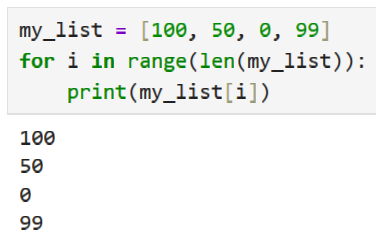 my_list = [100, 50, 0, 99]
for i in range(len(my_list)):
    print(my_list[i])
100
50
0
99